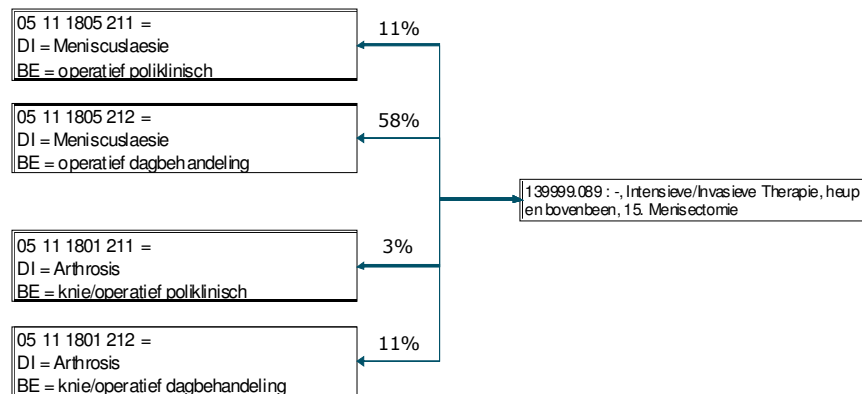 05 11 1805 211 =
DI = Meniscuslaesie
BE = operatief poliklinisch
11%
05 11 1805 212 =
DI = Meniscuslaesie
BE = operatief dagbehandeling
58%
139999.089 : -, Intensieve/Invasieve Therapie, heup
en bovenbeen, 15. Menisectomie
05 11 1801 211 =
DI = Arthrosis
BE = knie/operatief poliklinisch
3%
05 11 1801 212 =
DI = Arthrosis
BE = knie/operatief dagbehandeling
11%